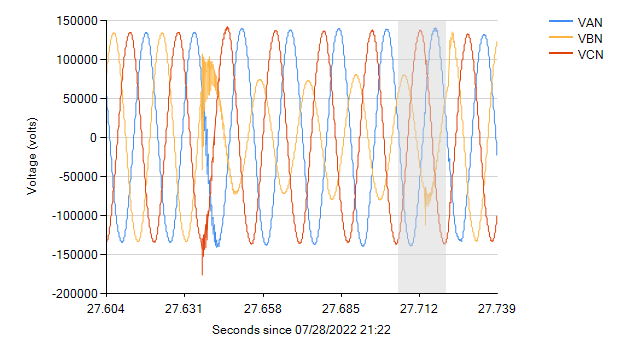 150000
100000
50000
0
-50000
-100000
-150000
-200000
Voltage (volts)
27.604 27.631 27.658 27.685 27.712 27.739
Seconds since 07/28/2022 21:22
VAN
VBN
VCN